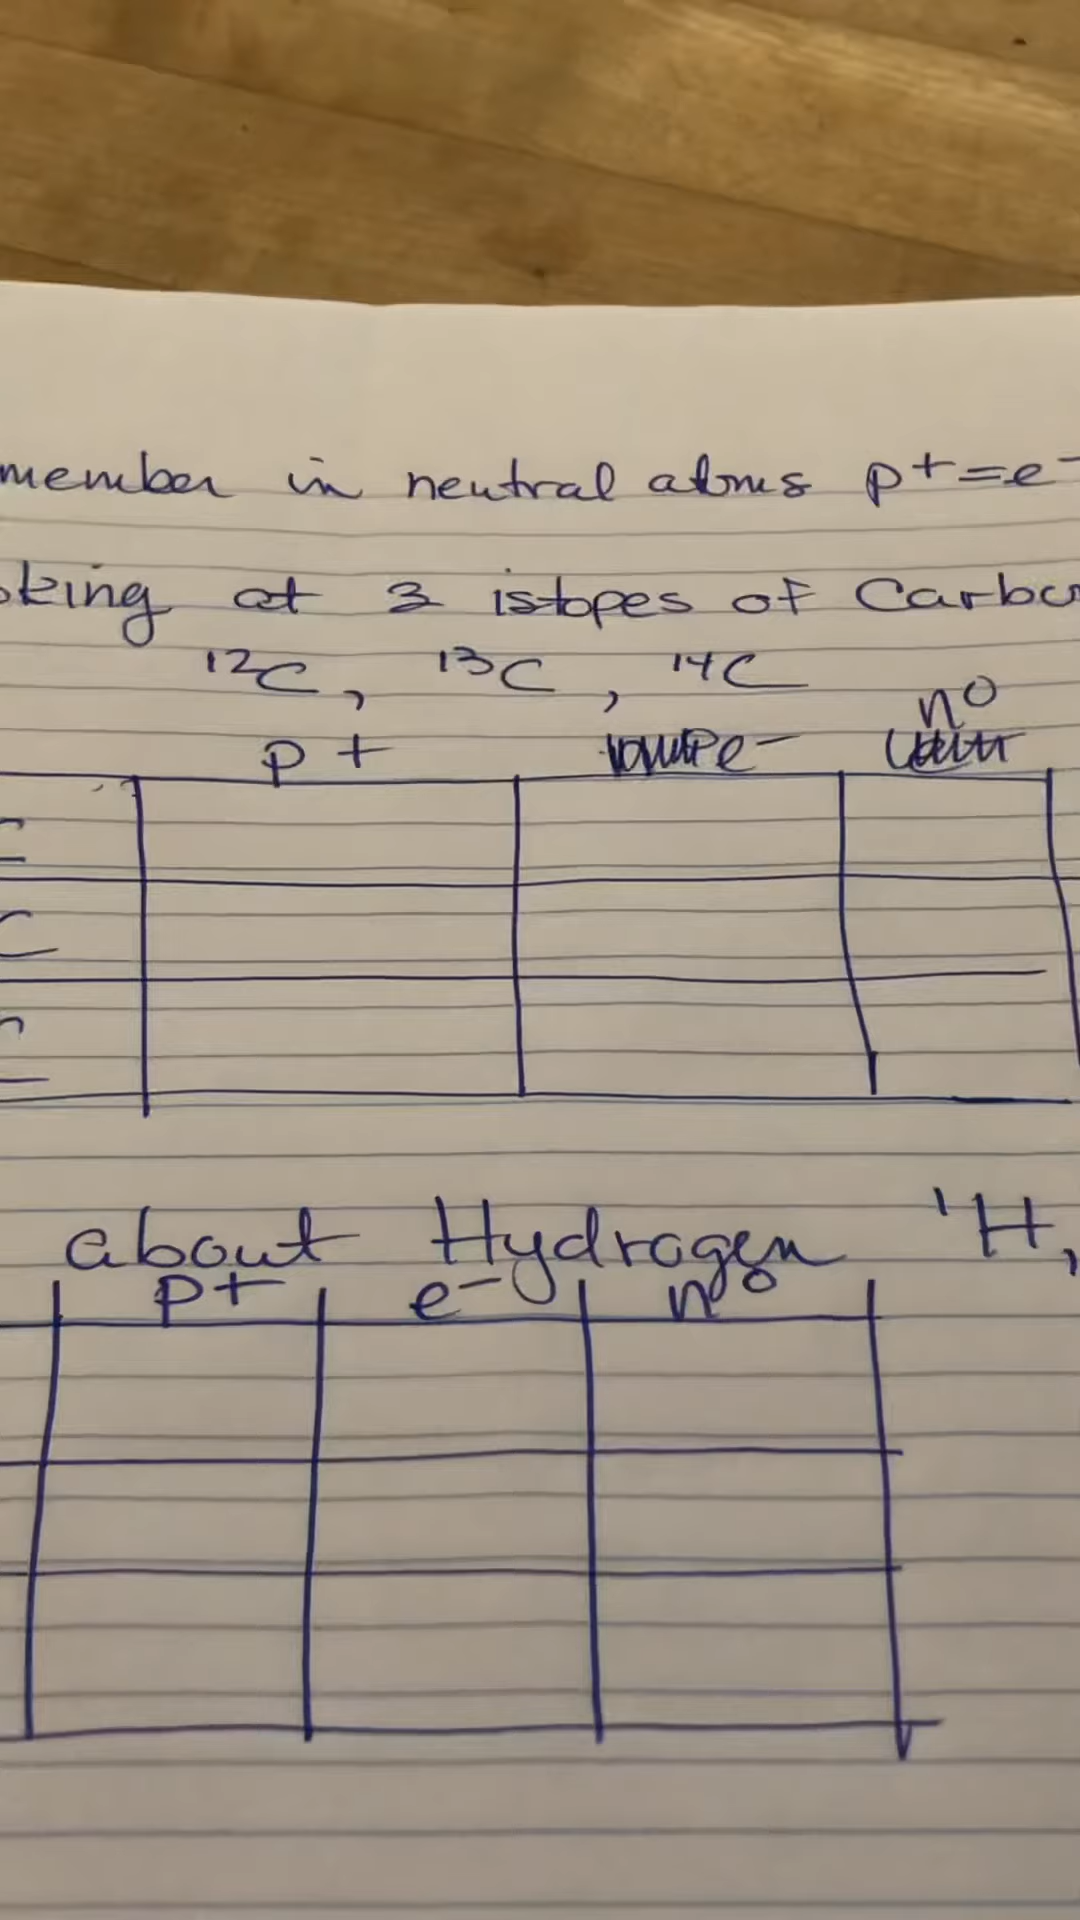 member in neutral atoms p+=e-
king at 3 istopes of Carbo
¹²C, ¹³C, ¹⁴C
n⁰
p+ e-
C
C
C
about Hydrogen ¹H,
p+ e- n⁰